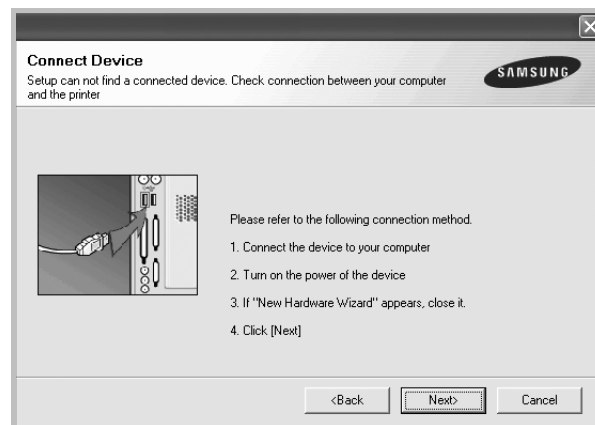 Connect Device
Setup can not find a connected device. Check connection between your computer
and the printer
SAMSUNG
Please refer to the following connection method.
1. Connect the device to your computer
2. Turn on the power of the device
3. If "New Hardware Wizard" appears, close it.
4. Click [Next]
<Back
Next>
Cancel